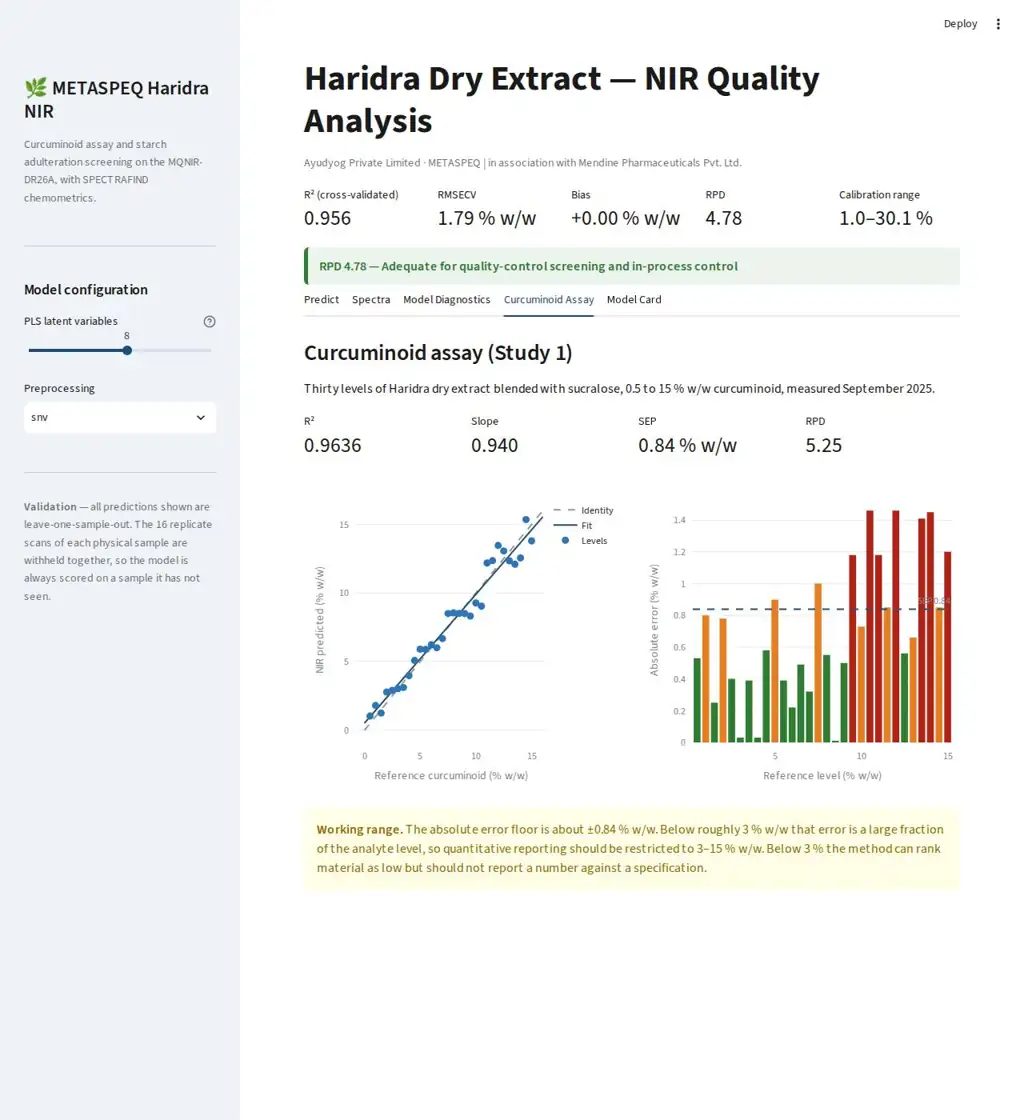 Deploy
🌿 METASPEQ Haridra
NIR
Curcuminoid assay and starch
adulteration screening on the MQNIR-
DR26A, with SPECTRAFIND
chemometrics.
Model configuration
PLS latent variables
8
Preprocessing
snv
Validation — all predictions shown are
leave-one-sample-out. The 16 replicate
scans of each physical sample are
withheld together, so the model is
always scored on a sample it has not
seen.
Haridra Dry Extract — NIR Quality
Analysis
Ayudyog Private Limited · METASPEQ | in association with Mendine Pharmaceuticals Pvt. Ltd.
R² (cross-validated) RMSECV Bias RPD Calibration range
0.956 1.79 % w/w +0.00 % w/w 4.78 1.0–30.1 %
RPD 4.78 — Adequate for quality-control screening and in-process control
Predict Spectra Model Diagnostics Curcuminoid Assay Model Card
Curcuminoid assay (Study 1)
Thirty levels of Haridra dry extract blended with sucralose, 0.5 to 15 % w/w curcuminoid, measured September 2025.
R² Slope SEP RPD
0.9636 0.940 0.84 % w/w 5.25
Identity
Fit
Levels
NIR predicted (% w/w)
15
10
5
0
0 5 10 15
Reference curcuminoid (% w/w)
Absolute error (% w/w)
1.4
1.2
1
0.8
0.6
0.4
0.2
0
SEP 0.84
5 10 15
Reference level (% w/w)
Working range. The absolute error floor is about ±0.84 % w/w. Below roughly 3 % w/w that error is a large fraction
of the analyte level, so quantitative reporting should be restricted to 3–15 % w/w. Below 3 % the method can rank
material as low but should not report a number against a specification.